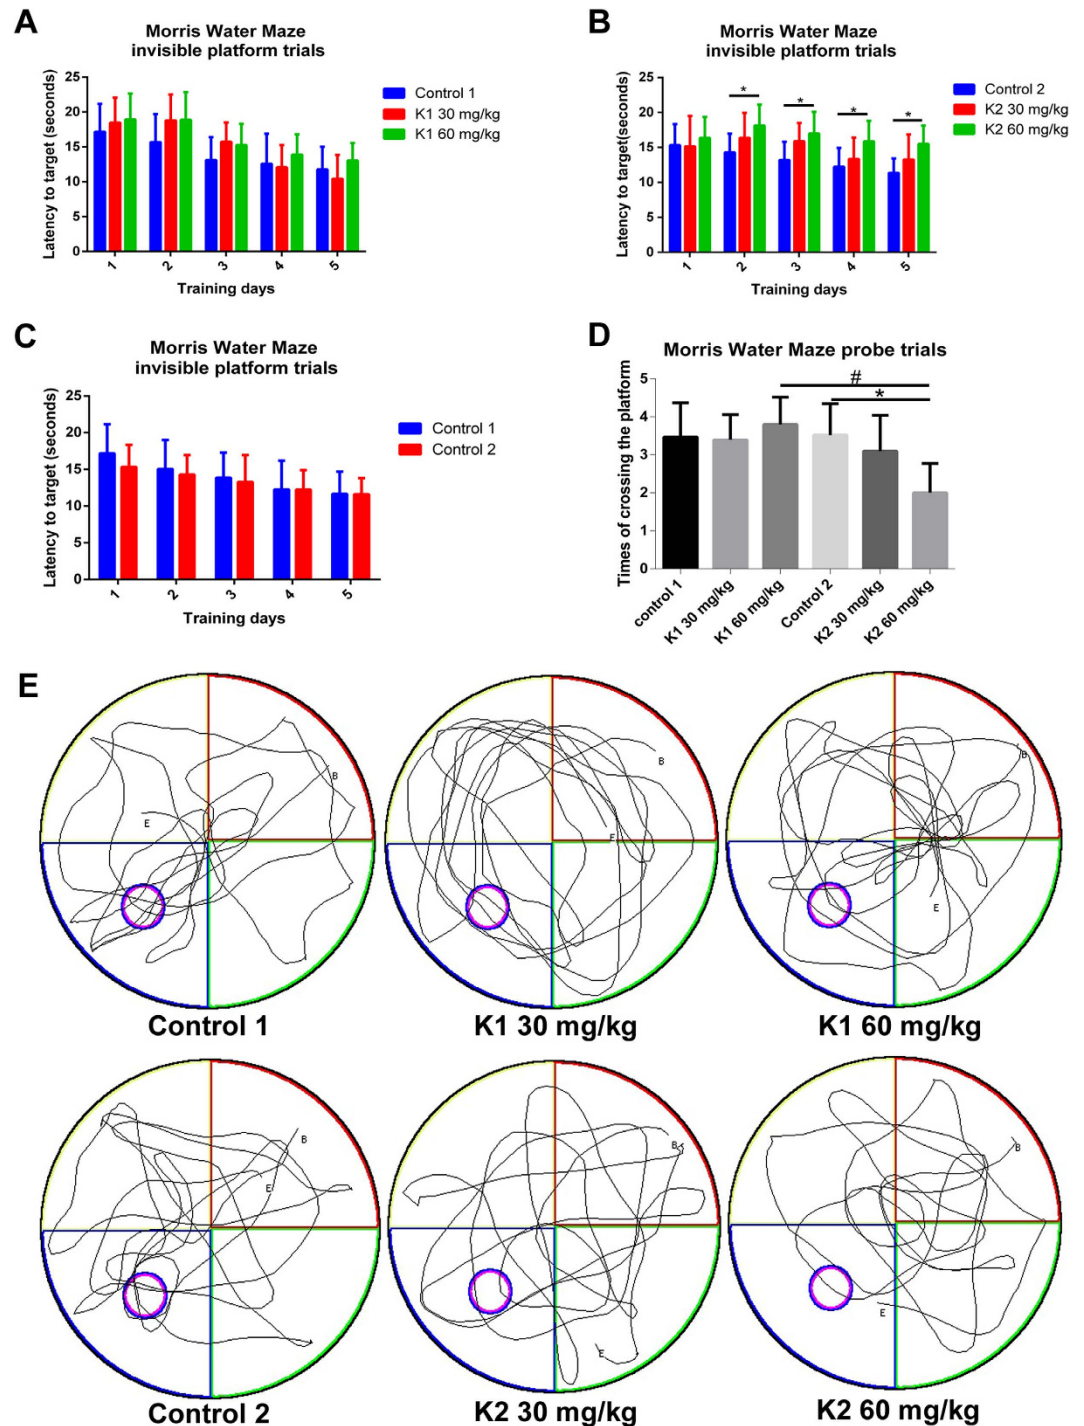 A
Morris Water Maze
invisible platform trials
Latency to target (seconds)
25
20
15
10
5
0
1
2
3
4
5
Training days
Control 1
K1 30 mg/kg
K1 60 mg/kg
B
Morris Water Maze
invisible platform trials
Latency to target(seconds)
25
20
15
10
5
0
*
*
*
*
1
2
3
4
5
Training days
Control 2
K2 30 mg/kg
K2 60 mg/kg
C
Morris Water Maze
invisible platform trials
Latency to target (seconds)
25
20
15
10
5
0
1
2
3
4
5
Training days
Control 1
Control 2
D
Morris Water Maze probe trials
Times of crossing the platform
5
4
3
2
1
0
#
*
control 1
K1 30 mg/kg
K1 60 mg/kg
Control 2
K2 30 mg/kg
K2 60 mg/kg
E
B
E
Control 1
B
E
K1 30 mg/kg
B
E
K1 60 mg/kg
B
E
Control 2
B
E
K2 30 mg/kg
B
E
K2 60 mg/kg